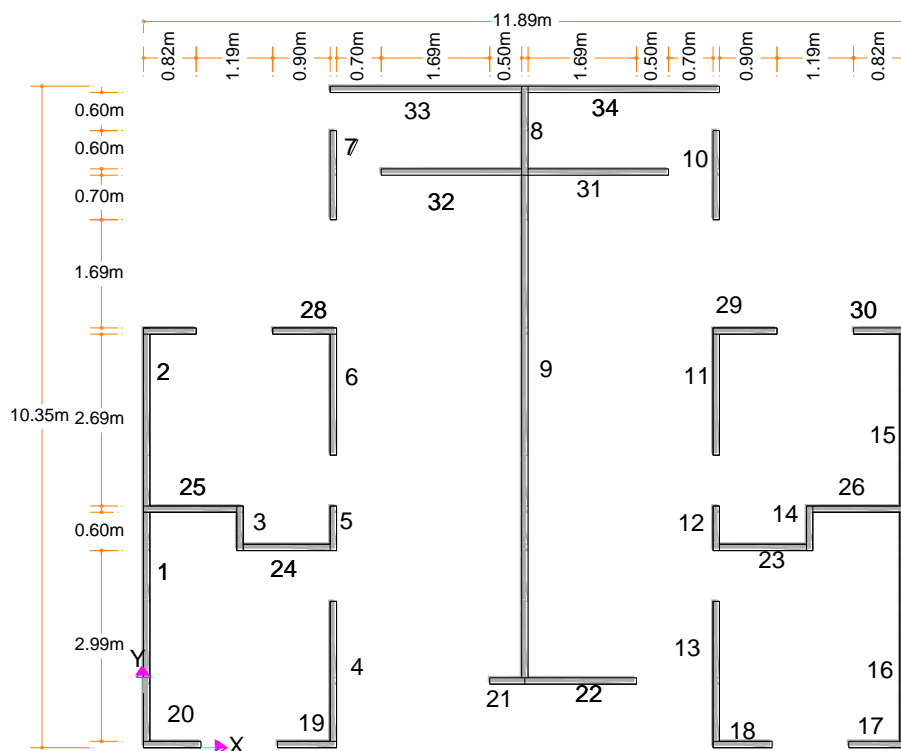 11.89m
0.82m 1.19m 0.90m 0.70m 1.69m 0.50m 1.69m 0.50m 0.70m 0.90m 1.19m 0.82m
0.60m 33 34
0.60m 7 8 10
0.70m 32 31
1.69m
28 29 30
2 6 9 11
10.35m 2.69m 15
25 26
0.60m 3 5 12 14
24 23
1
2.99m
Y 4 13 16
21 22
20 19 18 17
X